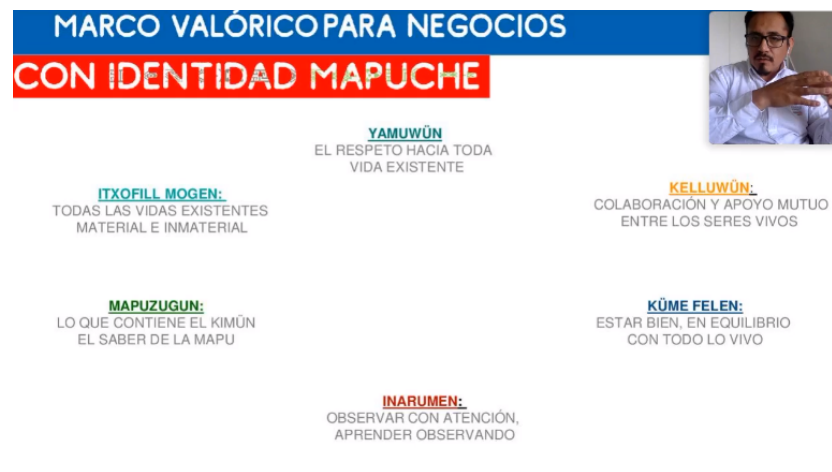 MARCO VALÓRICO PARA NEGOCIOS
CON IDENTIDAD MAPUCHE
YAMUWÜN
EL RESPETO HACIA TODA
VIDA EXISTENTE
ITXOFILL MOGEN:
TODAS LAS VIDAS EXISTENTES
MATERIAL E INMATERIAL
KELLUWÜN:
COLABORACIÓN Y APOYO MUTUO
ENTRE LOS SERES VIVOS
MAPUZUGUN:
LO QUE CONTIENE EL KIMÜN
EL SABER DE LA MAPU
KÜME FELEN:
ESTAR BIEN, EN EQUILIBRIO
CON TODO LO VIVO
INARUMEN:
OBSERVAR CON ATENCIÓN,
APRENDER OBSERVANDO